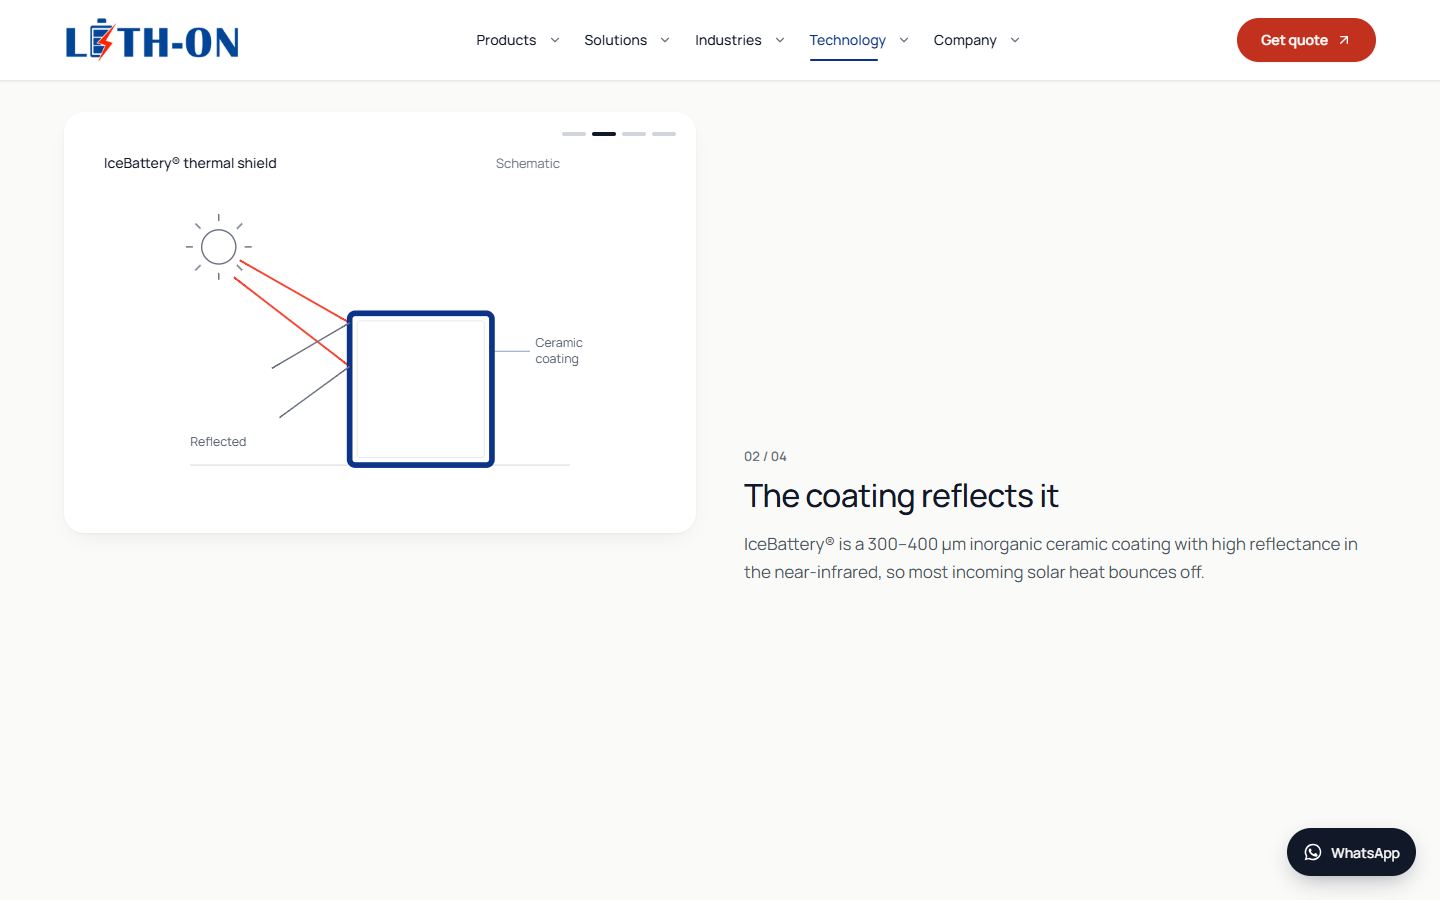 LITH-ON
Products
Solutions
Industries
Technology
Company
Get quote
IceBattery® thermal shield
Schematic
Ceramic
coating
Reflected
02 / 04
The coating reflects it
IceBattery® is a 300–400 µm inorganic ceramic coating with high reflectance in
the near-infrared, so most incoming solar heat bounces off.
WhatsApp